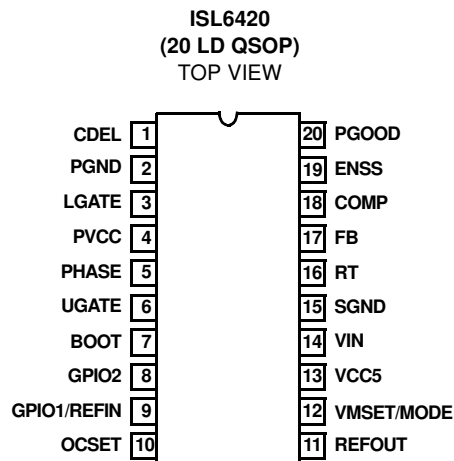 ISL6420
(20 LD QSOP)
TOP VIEW
CDEL 1 20 PGOOD
PGND 2 19 ENSS
LGATE 3 18 COMP
PVCC 4 17 FB
PHASE 5 16 RT
UGATE 6 15 SGND
BOOT 7 14 VIN
GPIO2 8 13 VCC5
GPIO1/REFIN 9 12 VMSET/MODE
OCSET 10 11 REFOUT